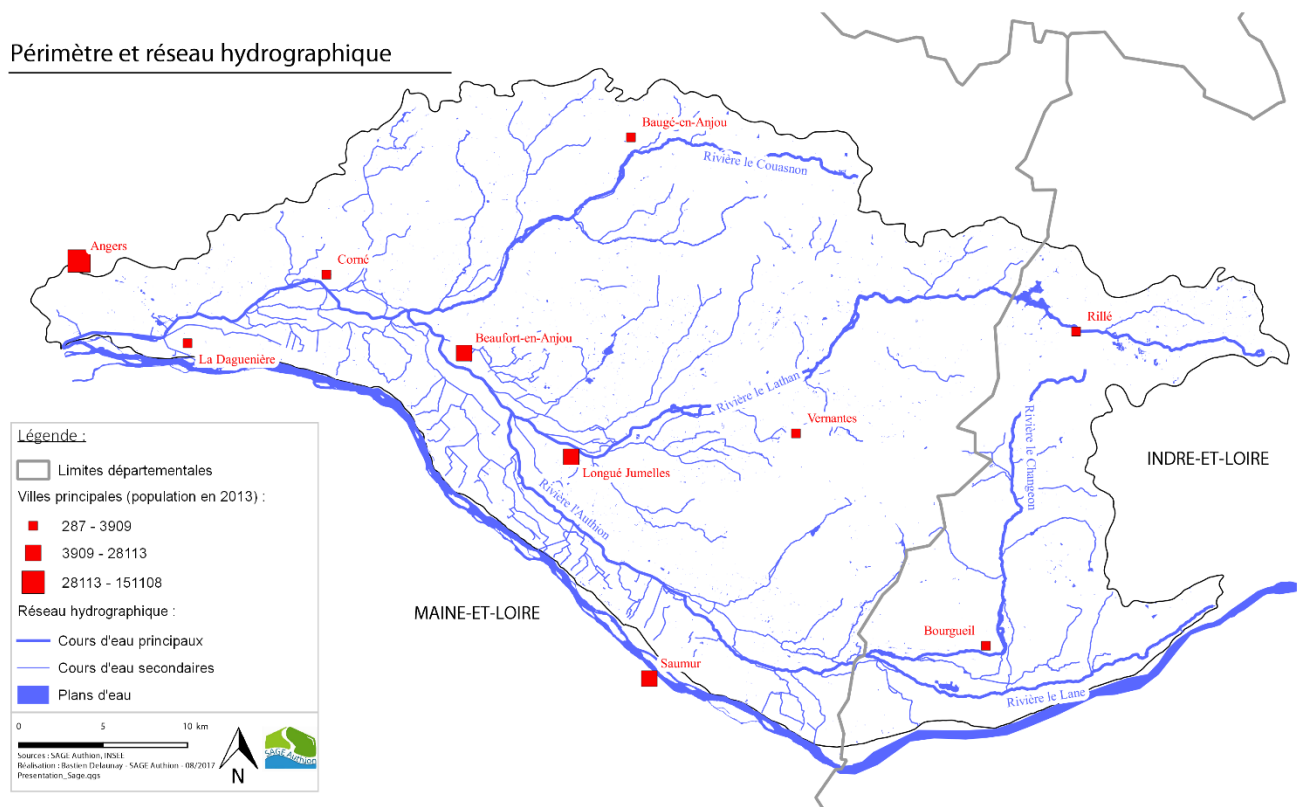 Périmètre et réseau hydrographique
Baugé-en-Anjou
Rivière le Couasnon
Angers
Corné
Rillé
Beaufort-en-Anjou
La Daguenière
Rivière le Lathan
Vernantes
Rivière le Changeon
Longué Jumelles
INDRE-ET-LOIRE
Rivière l'Authion
MAINE-ET-LOIRE
Bourgueil
Saumur
Rivière le Lane
Légende :
Limites départementales
Villes principales (population en 2013) :
287 - 3909
3909 - 28113
28113 - 151108
Réseau hydrographique :
Cours d'eau principaux
Cours d'eau secondaires
Plans d'eau
0 5 10 km
Sources : SAGE Authion, INSEE
Réalisation : Bastien Delaunay - SAGE Authion - 08/2017
Presentation_Sage.qgs
N
SAGE Authion